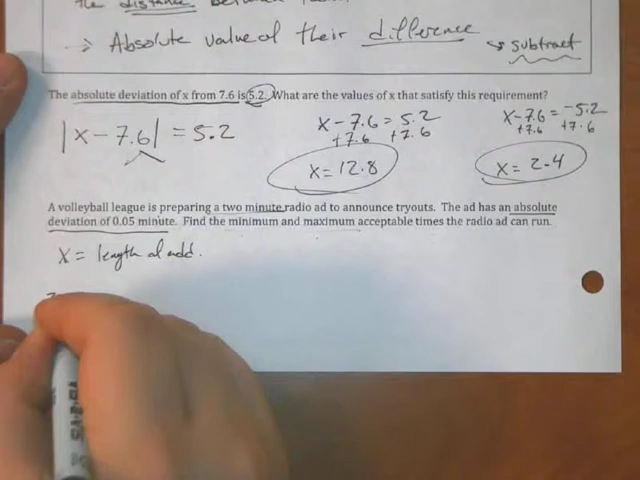 the distance between
→ Absolute value of their difference → subtract
The absolute deviation of x from 7.6 is 5.2. What are the values of x that satisfy this requirement?
|x - 7.6| = 5.2
x - 7.6 = 5.2
+7.6 +7.6
x = 12.8
x - 7.6 = -5.2
+7.6 +7.6
x = 2.4
A volleyball league is preparing a two minute radio ad to announce tryouts. The ad has an absolute
deviation of 0.05 minute. Find the minimum and maximum acceptable times the radio ad can run.
x = length of add.